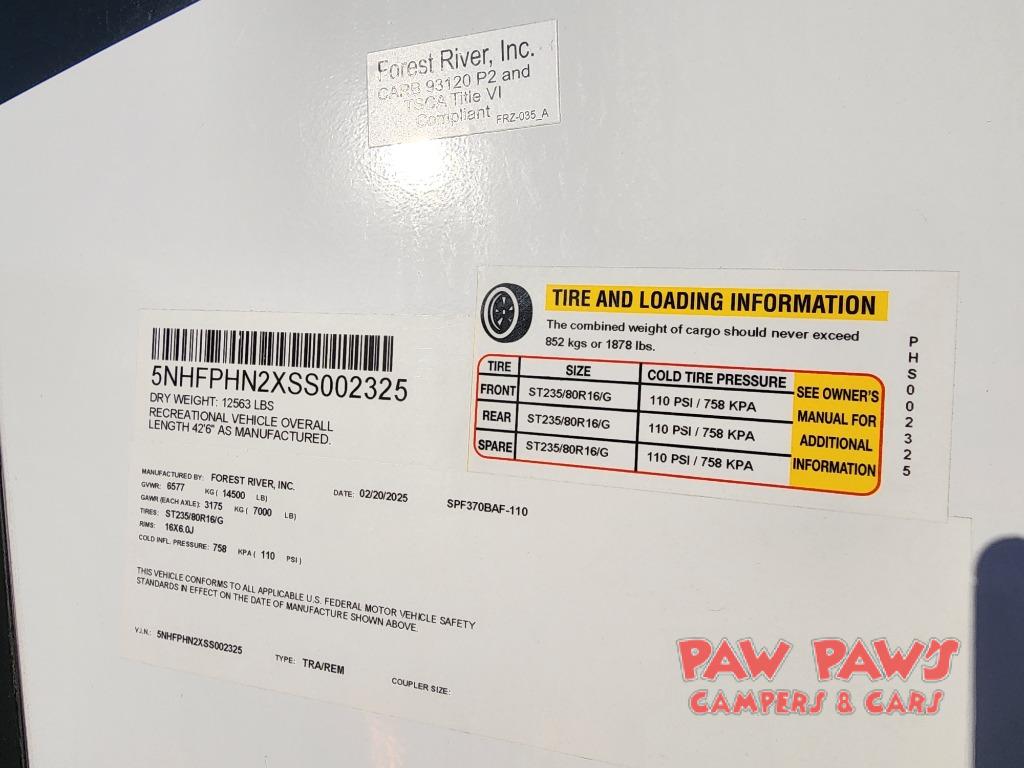 Forest River, Inc.
CARB 93120 P2 and
TSCA Title VI
Compliant FRZ-035_A
TIRE AND LOADING INFORMATION
The combined weight of cargo should never exceed
852 kgs or 1878 lbs.
TIRE SIZE COLD TIRE PRESSURE
FRONT ST235/80R16/G 110 PSI / 758 KPA
REAR ST235/80R16/G 110 PSI / 758 KPA
SPARE ST235/80R16/G 110 PSI / 758 KPA
SEE OWNER'S
MANUAL FOR
ADDITIONAL
INFORMATION
PHS002325
5NHFPHN2XSS002325
DRY WEIGHT: 12563 LBS
RECREATIONAL VEHICLE OVERALL
LENGTH 42'6" AS MANUFACTURED.
MANUFACTURED BY: FOREST RIVER, INC. DATE: 02/20/2025 SPF370BAF-110
GVWR: 6577 KG ( 14500 LB)
GAWR (EACH AXLE): 3175 KG ( 7000 LB)
TIRES: ST235/80R16/G
RIMS: 16X6.0J
COLD INFL. PRESSURE: 758 KPA ( 110 PSI )
THIS VEHICLE CONFORMS TO ALL APPLICABLE U.S. FEDERAL MOTOR VEHICLE SAFETY
STANDARDS IN EFFECT ON THE DATE OF MANUFACTURE SHOWN ABOVE.
V.I.N.: 5NHFPHN2XSS002325 TYPE: TRA/REM COUPLER SIZE:
PAW PAW'S
CAMPERS & CARS